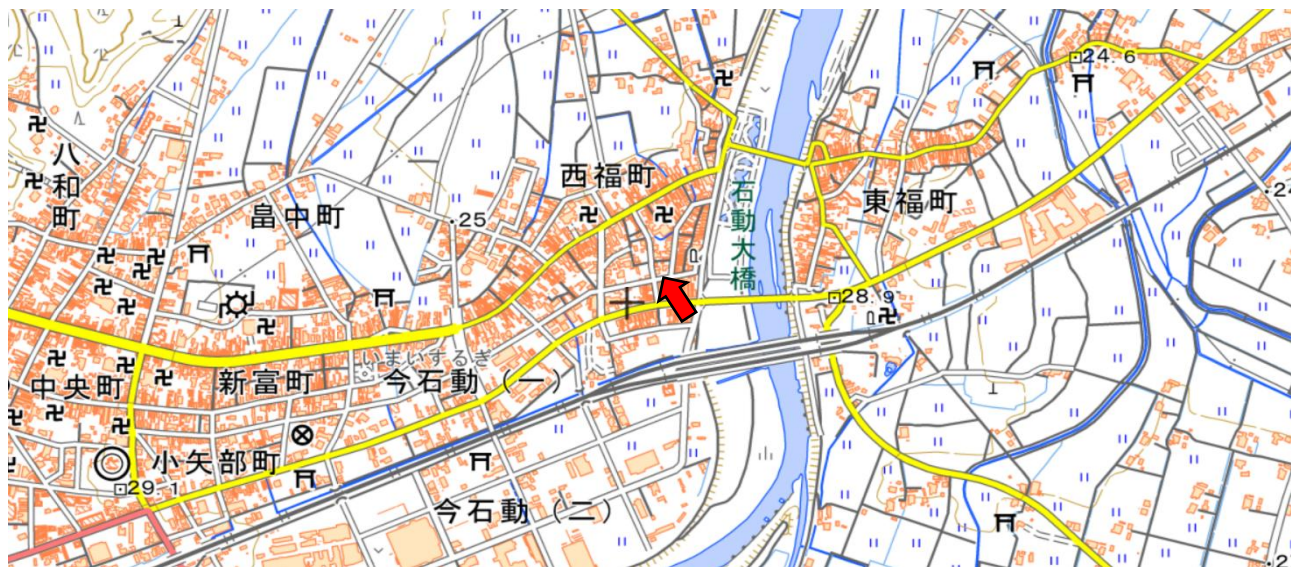 24.6
八和町
西福町
石動大橋
東福町
畠中町
25
28.9
いまいするぎ
中央町
新富町
今石動（一）
小矢部町
29.1
今石動（二）